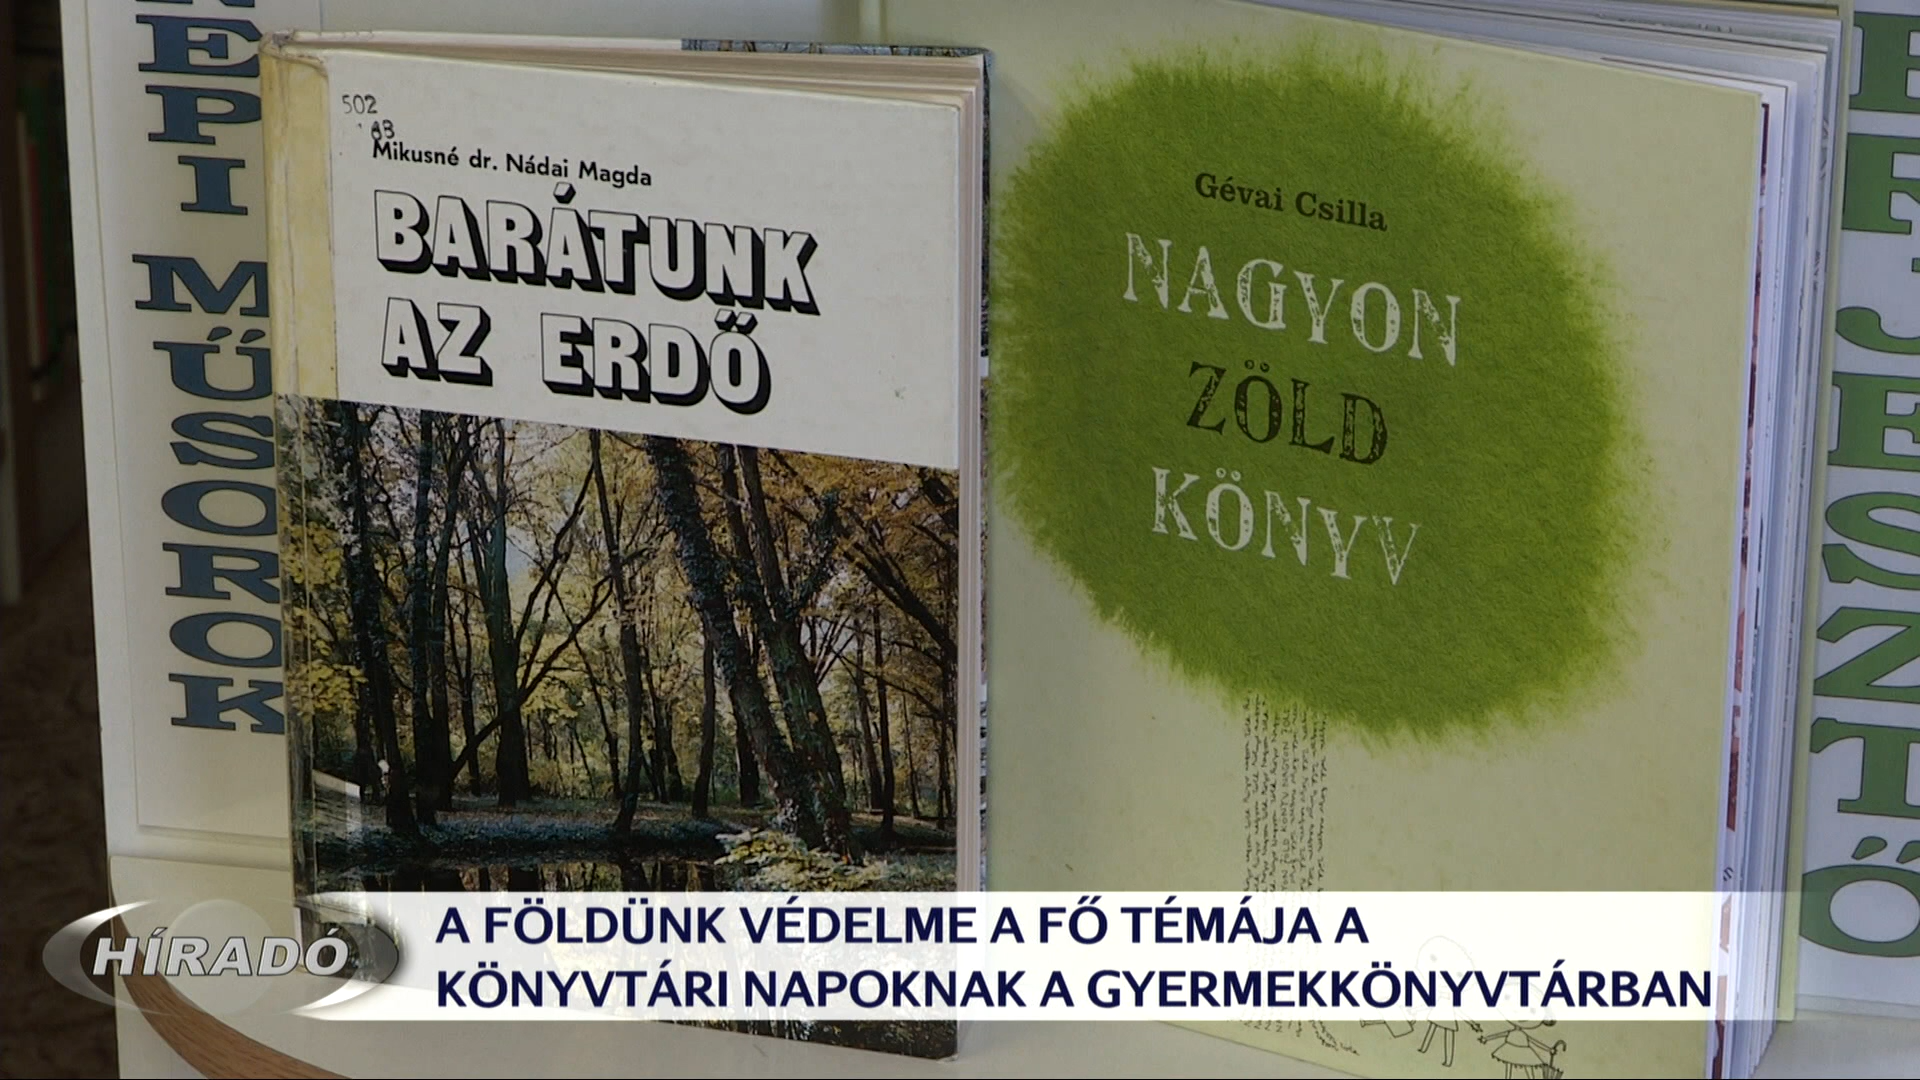 NEPI MŰSOROK
502
Mikusné dr. Nádai Magda
BARÁTUNK
AZ ERDŐ
Gévai Csilla
NAGYON
ZÖLD
KÖNYV
HÍRADÓ
A FÖLDÜNK VÉDELME A FŐ TÉMÁJA A
KÖNYVTÁRI NAPOKNAK A GYERMEKKÖNYVTÁRBAN